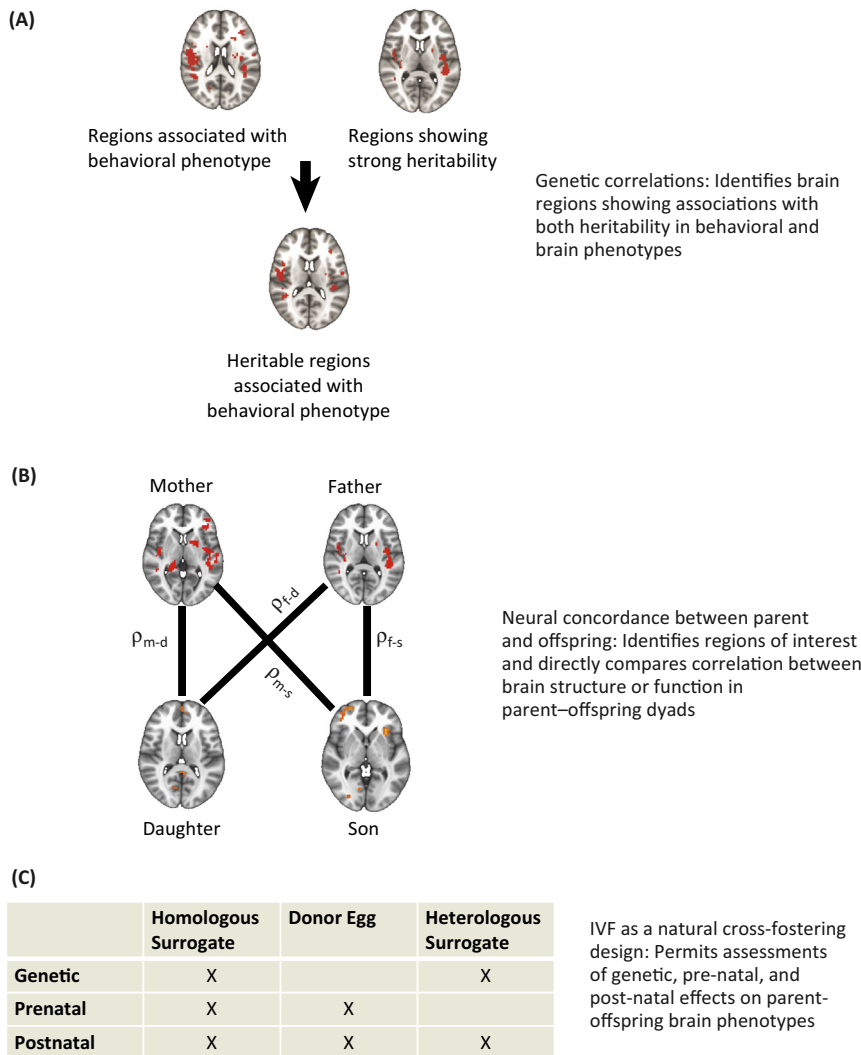 (A)
Regions associated with
behavioral phenotype
Regions showing
strong heritability
Heritable regions
associated with
behavioral phenotype
Genetic correlations: Identifies brain
regions showing associations with
both heritability in behavioral and
brain phenotypes
(B)
Mother
Father
ρm-d
ρf-d
ρm-s
ρf-s
Daughter
Son
Neural concordance between parent
and offspring: Identifies regions of interest
and directly compares correlation between
brain structure or function in
parent–offspring dyads
(C)
Homologous Surrogate Donor Egg Heterologous Surrogate
Genetic X X
Prenatal X X
Postnatal X X X
IVF as a natural cross-fostering
design: Permits assessments
of genetic, pre-natal, and
post-natal effects on parent-
offspring brain phenotypes